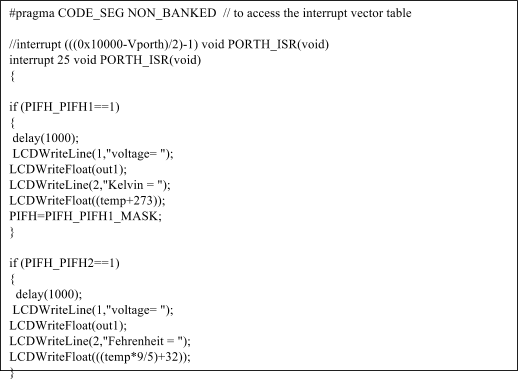 #pragma CODE_SEG NON_BANKED  // to access the interrupt vector table

//interrupt (((0x10000-Vporth)/2)-1) void PORTH_ISR(void)
interrupt 25 void PORTH_ISR(void)
{

if (PIFH_PIFH1==1)
{
 delay(1000);
 LCDWriteLine(1,"voltage= ");
LCDWriteFloat(out1);
LCDWriteLine(2,"Kelvin = ");
LCDWriteFloat((temp+273));
PIFH=PIFH_PIFH1_MASK;
}

if (PIFH_PIFH2==1)
{
  delay(1000);
 LCDWriteLine(1,"voltage= ");
LCDWriteFloat(out1);
LCDWriteLine(2,"Fehrenheit = ");
LCDWriteFloat(((temp*9/5)+32));
}